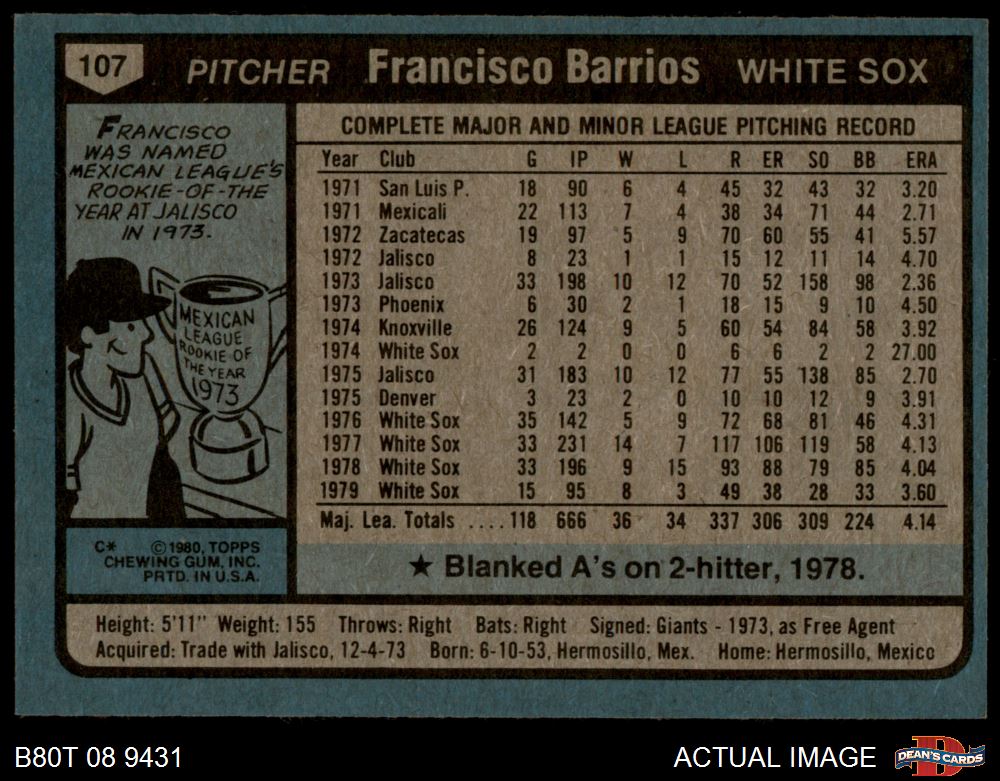 107 PITCHER Francisco Barrios WHITE SOX
FRANCISCO
WAS NAMED
MEXICAN LEAGUE'S
ROOKIE-OF-THE
YEAR AT JALISCO
IN 1973.
MEXICAN
LEAGUE
ROOKIE OF
THE YEAR
1973
C* ©1980, TOPPS
CHEWING GUM, INC.
PRTD. IN U.S.A.
COMPLETE MAJOR AND MINOR LEAGUE PITCHING RECORD
Year Club G IP W L R ER SO BB ERA
1971 San Luis P. 18 90 6 4 45 32 43 32 3.20
1971 Mexicali 22 113 7 4 38 34 71 44 2.71
1972 Zacatecas 19 97 5 9 70 60 55 41 5.57
1972 Jalisco 8 23 1 1 15 12 11 14 4.70
1973 Jalisco 33 198 10 12 70 52 158 98 2.36
1973 Phoenix 6 30 2 1 18 15 9 10 4.50
1974 Knoxville 26 124 9 5 60 54 84 58 3.92
1974 White Sox 2 2 0 0 6 6 2 2 27.00
1975 Jalisco 31 183 10 12 77 55 138 85 2.70
1975 Denver 3 23 2 0 10 10 12 9 3.91
1976 White Sox 35 142 5 9 72 68 81 46 4.31
1977 White Sox 33 231 14 7 117 106 119 58 4.13
1978 White Sox 33 196 9 15 93 88 79 85 4.04
1979 White Sox 15 95 8 3 49 38 28 33 3.60
Maj. Lea. Totals ....118 666 36 34 337 306 309 224 4.14
★ Blanked A's on 2-hitter, 1978.
Height: 5'11" Weight: 155 Throws: Right Bats: Right Signed: Giants - 1973, as Free Agent
Acquired: Trade with Jalisco, 12-4-73 Born: 6-10-53, Hermosillo, Mex. Home: Hermosillo, Mexico
B80T 08 9431 ACTUAL IMAGE D DEAN'S CARDS